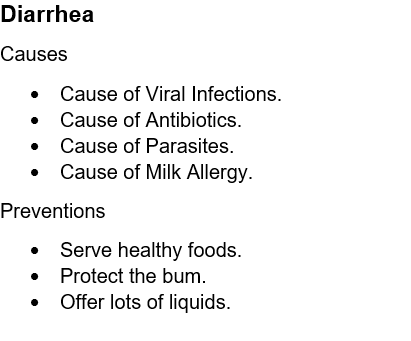 Diarrhea
Causes
• Cause of Viral Infections.
• Cause of Antibiotics.
• Cause of Parasites.
• Cause of Milk Allergy.
Preventions
• Serve healthy foods.
• Protect the bum.
• Offer lots of liquids.